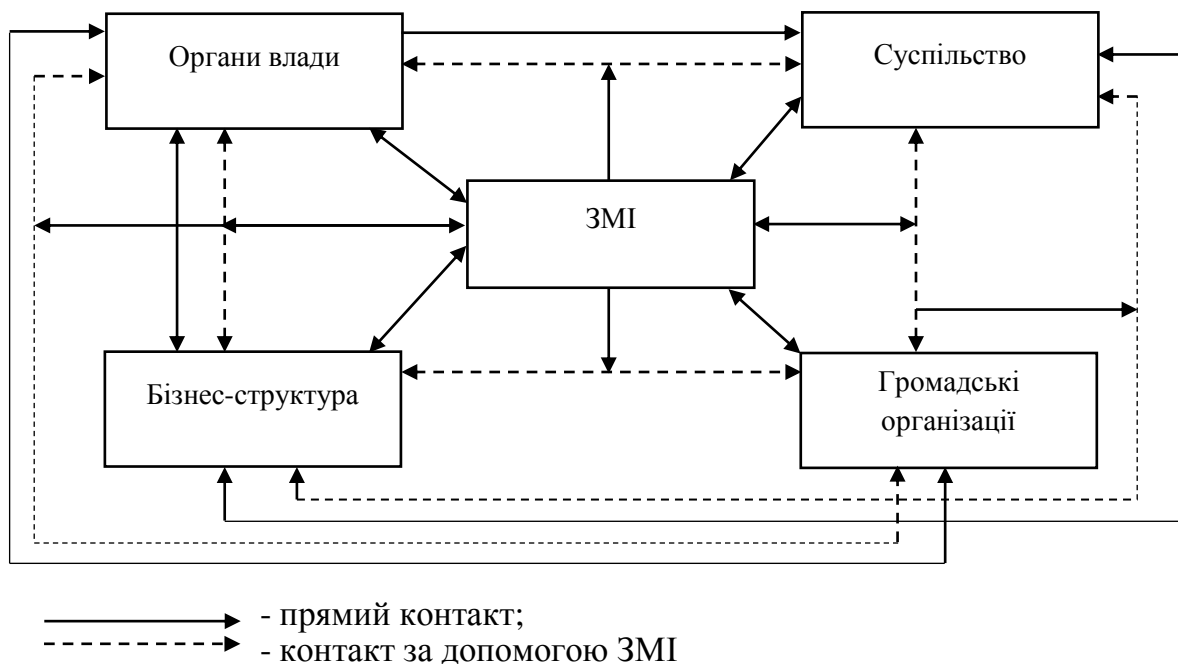 Органи влади
Суспільство
ЗМІ
Бізнес-структура
Громадські
організації
- прямий контакт;
- контакт за допомогою ЗМІ